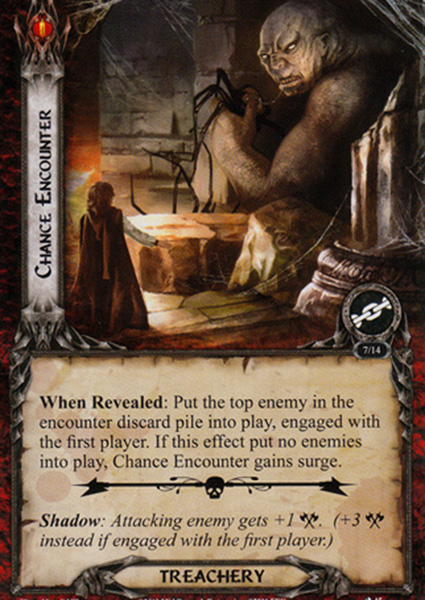 CHANCE ENCOUNTER
7/14
When Revealed: Put the top enemy in the
encounter discard pile into play, engaged with
the first player. If this effect put no enemies
into play, Chance Encounter gains surge.
Shadow: Attacking enemy gets +1 . (+3
instead if engaged with the first player.)
TREACHERY